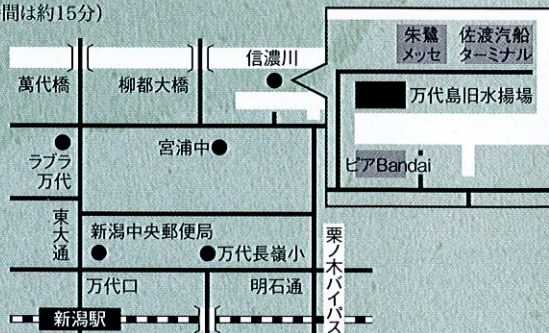 間は約15分)
朱鷺
メッセ
佐渡汽船
ターミナル
信濃川
萬代橋
柳都大橋
万代島旧水揚場
宮浦中
ピアBandai
ラブラ
万代
東大通
新潟中央郵便局
万代長嶺小
栗ノ木バイパス
万代口
明石通
新潟駅